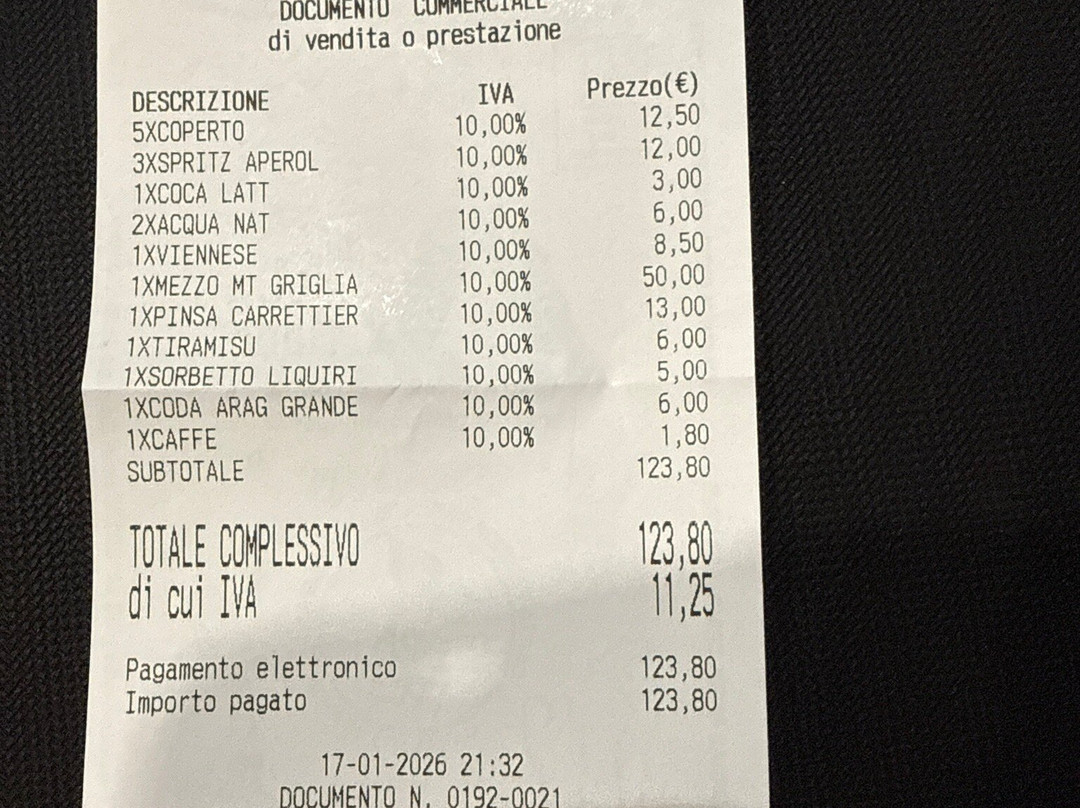 DOCUMENTO COMMERCIALE
di vendita o prestazione
DESCRIZIONE IVA Prezzo(€)
5XCOPERTO 10,00% 12,50
3XSPRITZ APEROL 10,00% 12,00
1XCOCA LATT 10,00% 3,00
2XACQUA NAT 10,00% 6,00
1XVIENNESE 10,00% 8,50
1XMEZZO MT GRIGLIA 10,00% 50,00
1XPINSA CARRETTIER 10,00% 13,00
1XTIRAMISU 10,00% 6,00
1XSORBETTO LIQUIRI 10,00% 5,00
1XCODA ARAG GRANDE 10,00% 6,00
1XCAFFE 10,00% 1,80
SUBTOTALE 123,80
TOTALE COMPLESSIVO 123,80
di cui IVA 11,25
Pagamento elettronico 123,80
Importo pagato 123,80
17-01-2026 21:32
DOCUMENTO N. 0192-0021